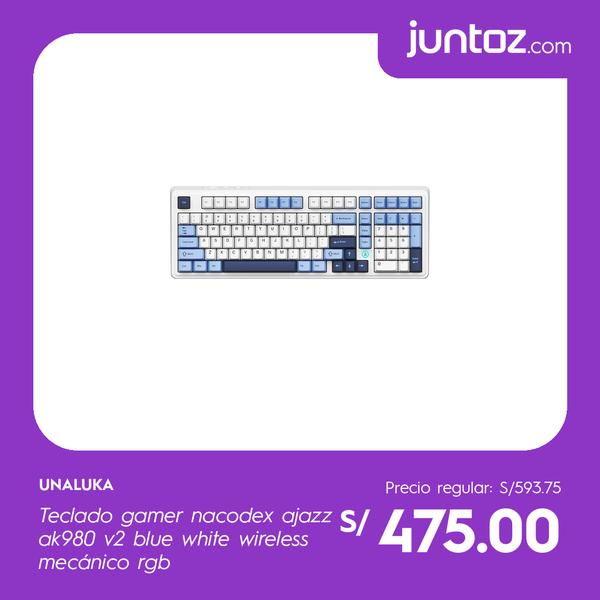 juntoz.com
UNALUKA
Precio regular: S/593.75
Teclado gamer nacodex ajazz
ak980 v2 blue white wireless
mecánico rgb
S/ 475.00